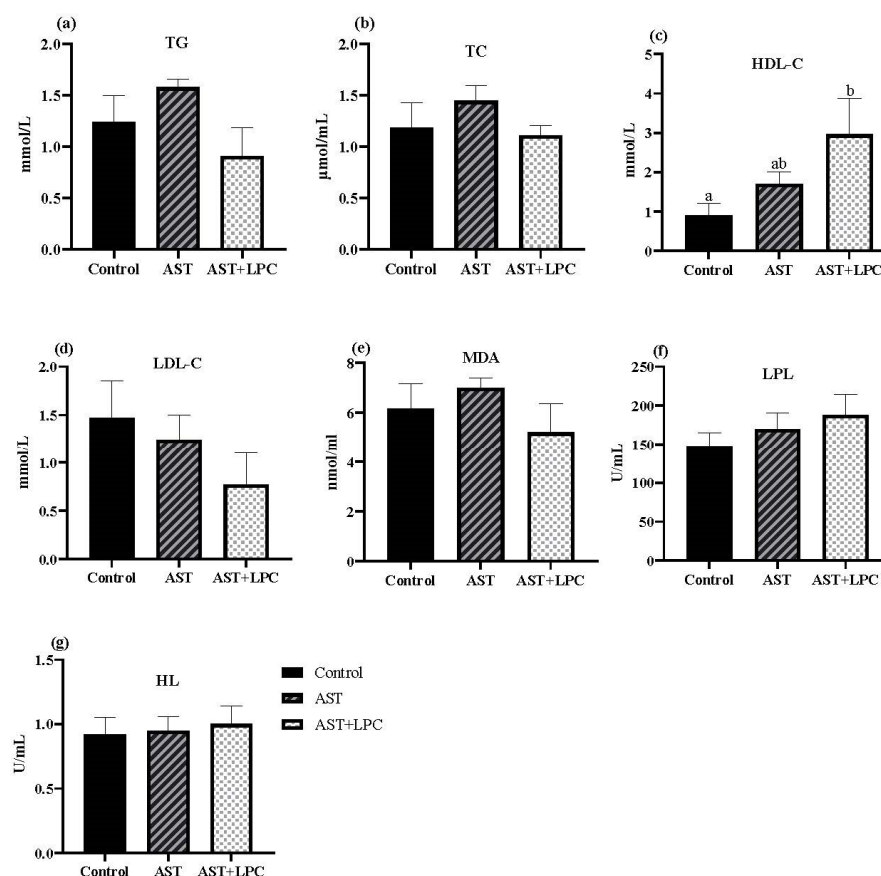 (a)
TG
mmol/L
2.0
1.5
1.0
0.5
0.0
Control AST AST+LPC
(b)
TC
µmol/mL
2.0
1.5
1.0
0.5
0.0
Control AST AST+LPC
(c)
HDL-C
mmol/L
5
4
3
2
1
0
a
ab
b
Control AST AST+LPC
(d)
LDL-C
mmol/L
2.0
1.5
1.0
0.5
0.0
Control AST AST+LPC
(e)
MDA
nmol/ml
8
6
4
2
0
Control AST AST+LPC
(f)
LPL
U/mL
250
200
150
100
50
0
Control AST AST+LPC
(g)
HL
U/mL
1.5
1.0
0.5
0.0
Control AST AST+LPC
Control
AST
AST+LPC